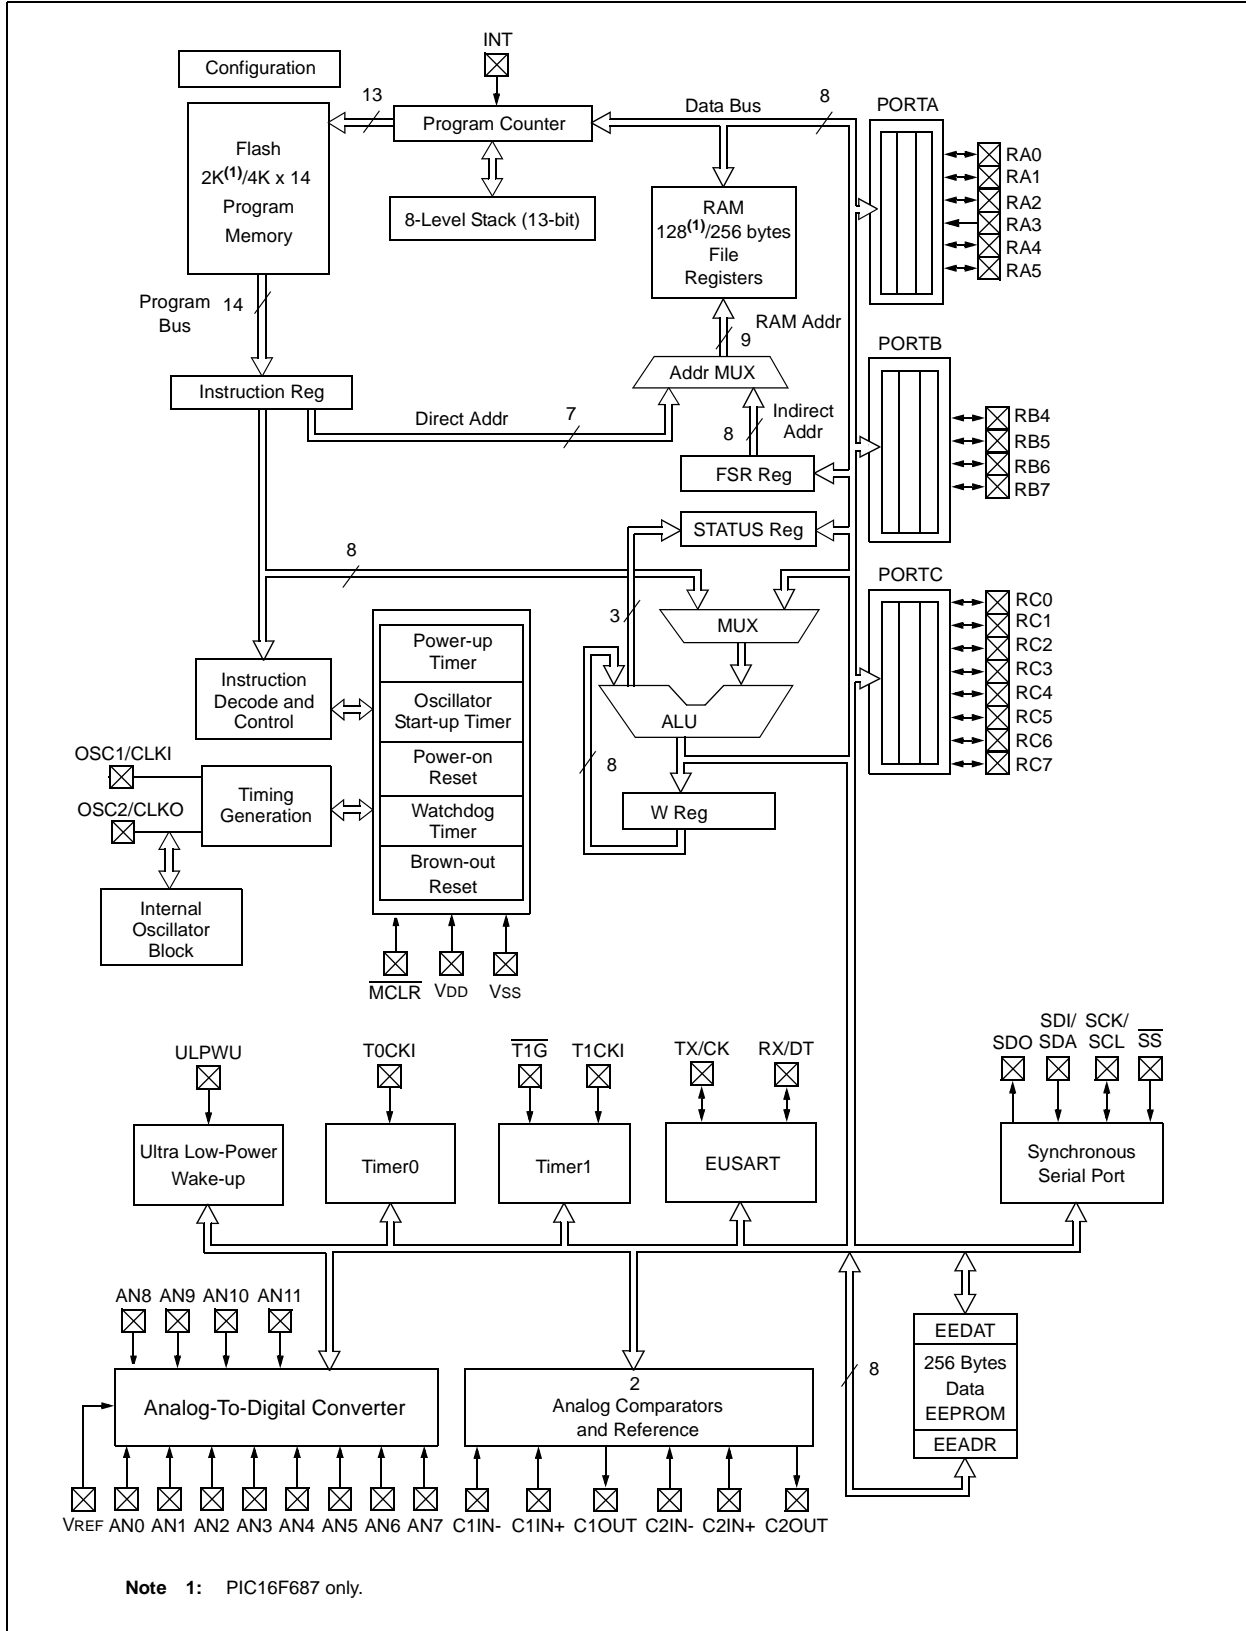 INT
Configuration
13
Program Counter
Data Bus
8
PORTA
Flash
2K(1)/4K x 14
Program
Memory
8-Level Stack (13-bit)
RAM
128(1)/256 bytes
File
Registers
RA0
RA1
RA2
RA3
RA4
RA5
Program
Bus
14
RAM Addr
9
PORTB
Addr MUX
Instruction Reg
Direct Addr
7
Indirect
Addr
8
FSR Reg
RB4
RB5
RB6
RB7
STATUS Reg
8
PORTC
3
MUX
RC0
RC1
RC2
RC3
RC4
RC5
RC6
RC7
Power-up
Timer
Instruction
Decode and
Control
Oscillator
Start-up Timer
ALU
OSC1/CLKI
Power-on
Reset
8
OSC2/CLKO
Timing
Generation
Watchdog
Timer
W Reg
Brown-out
Reset
Internal
Oscillator
Block
MCLR
VDD
VSS
ULPWU
T0CKI
T1G
T1CKI
TX/CK
RX/DT
SDO
SDI/
SDA
SCK/
SCL
SS
Ultra Low-Power
Wake-up
Timer0
Timer1
EUSART
Synchronous
Serial Port
AN8
AN9
AN10
AN11
EEDAT
256 Bytes
Data
EEPROM
EEADR
8
Analog-To-Digital Converter
2
Analog Comparators
and Reference
VREF
AN0
AN1
AN2
AN3
AN4
AN5
AN6
AN7
C1IN-
C1IN+
C1OUT
C2IN-
C2IN+
C2OUT
Note 1: PIC16F687 only.